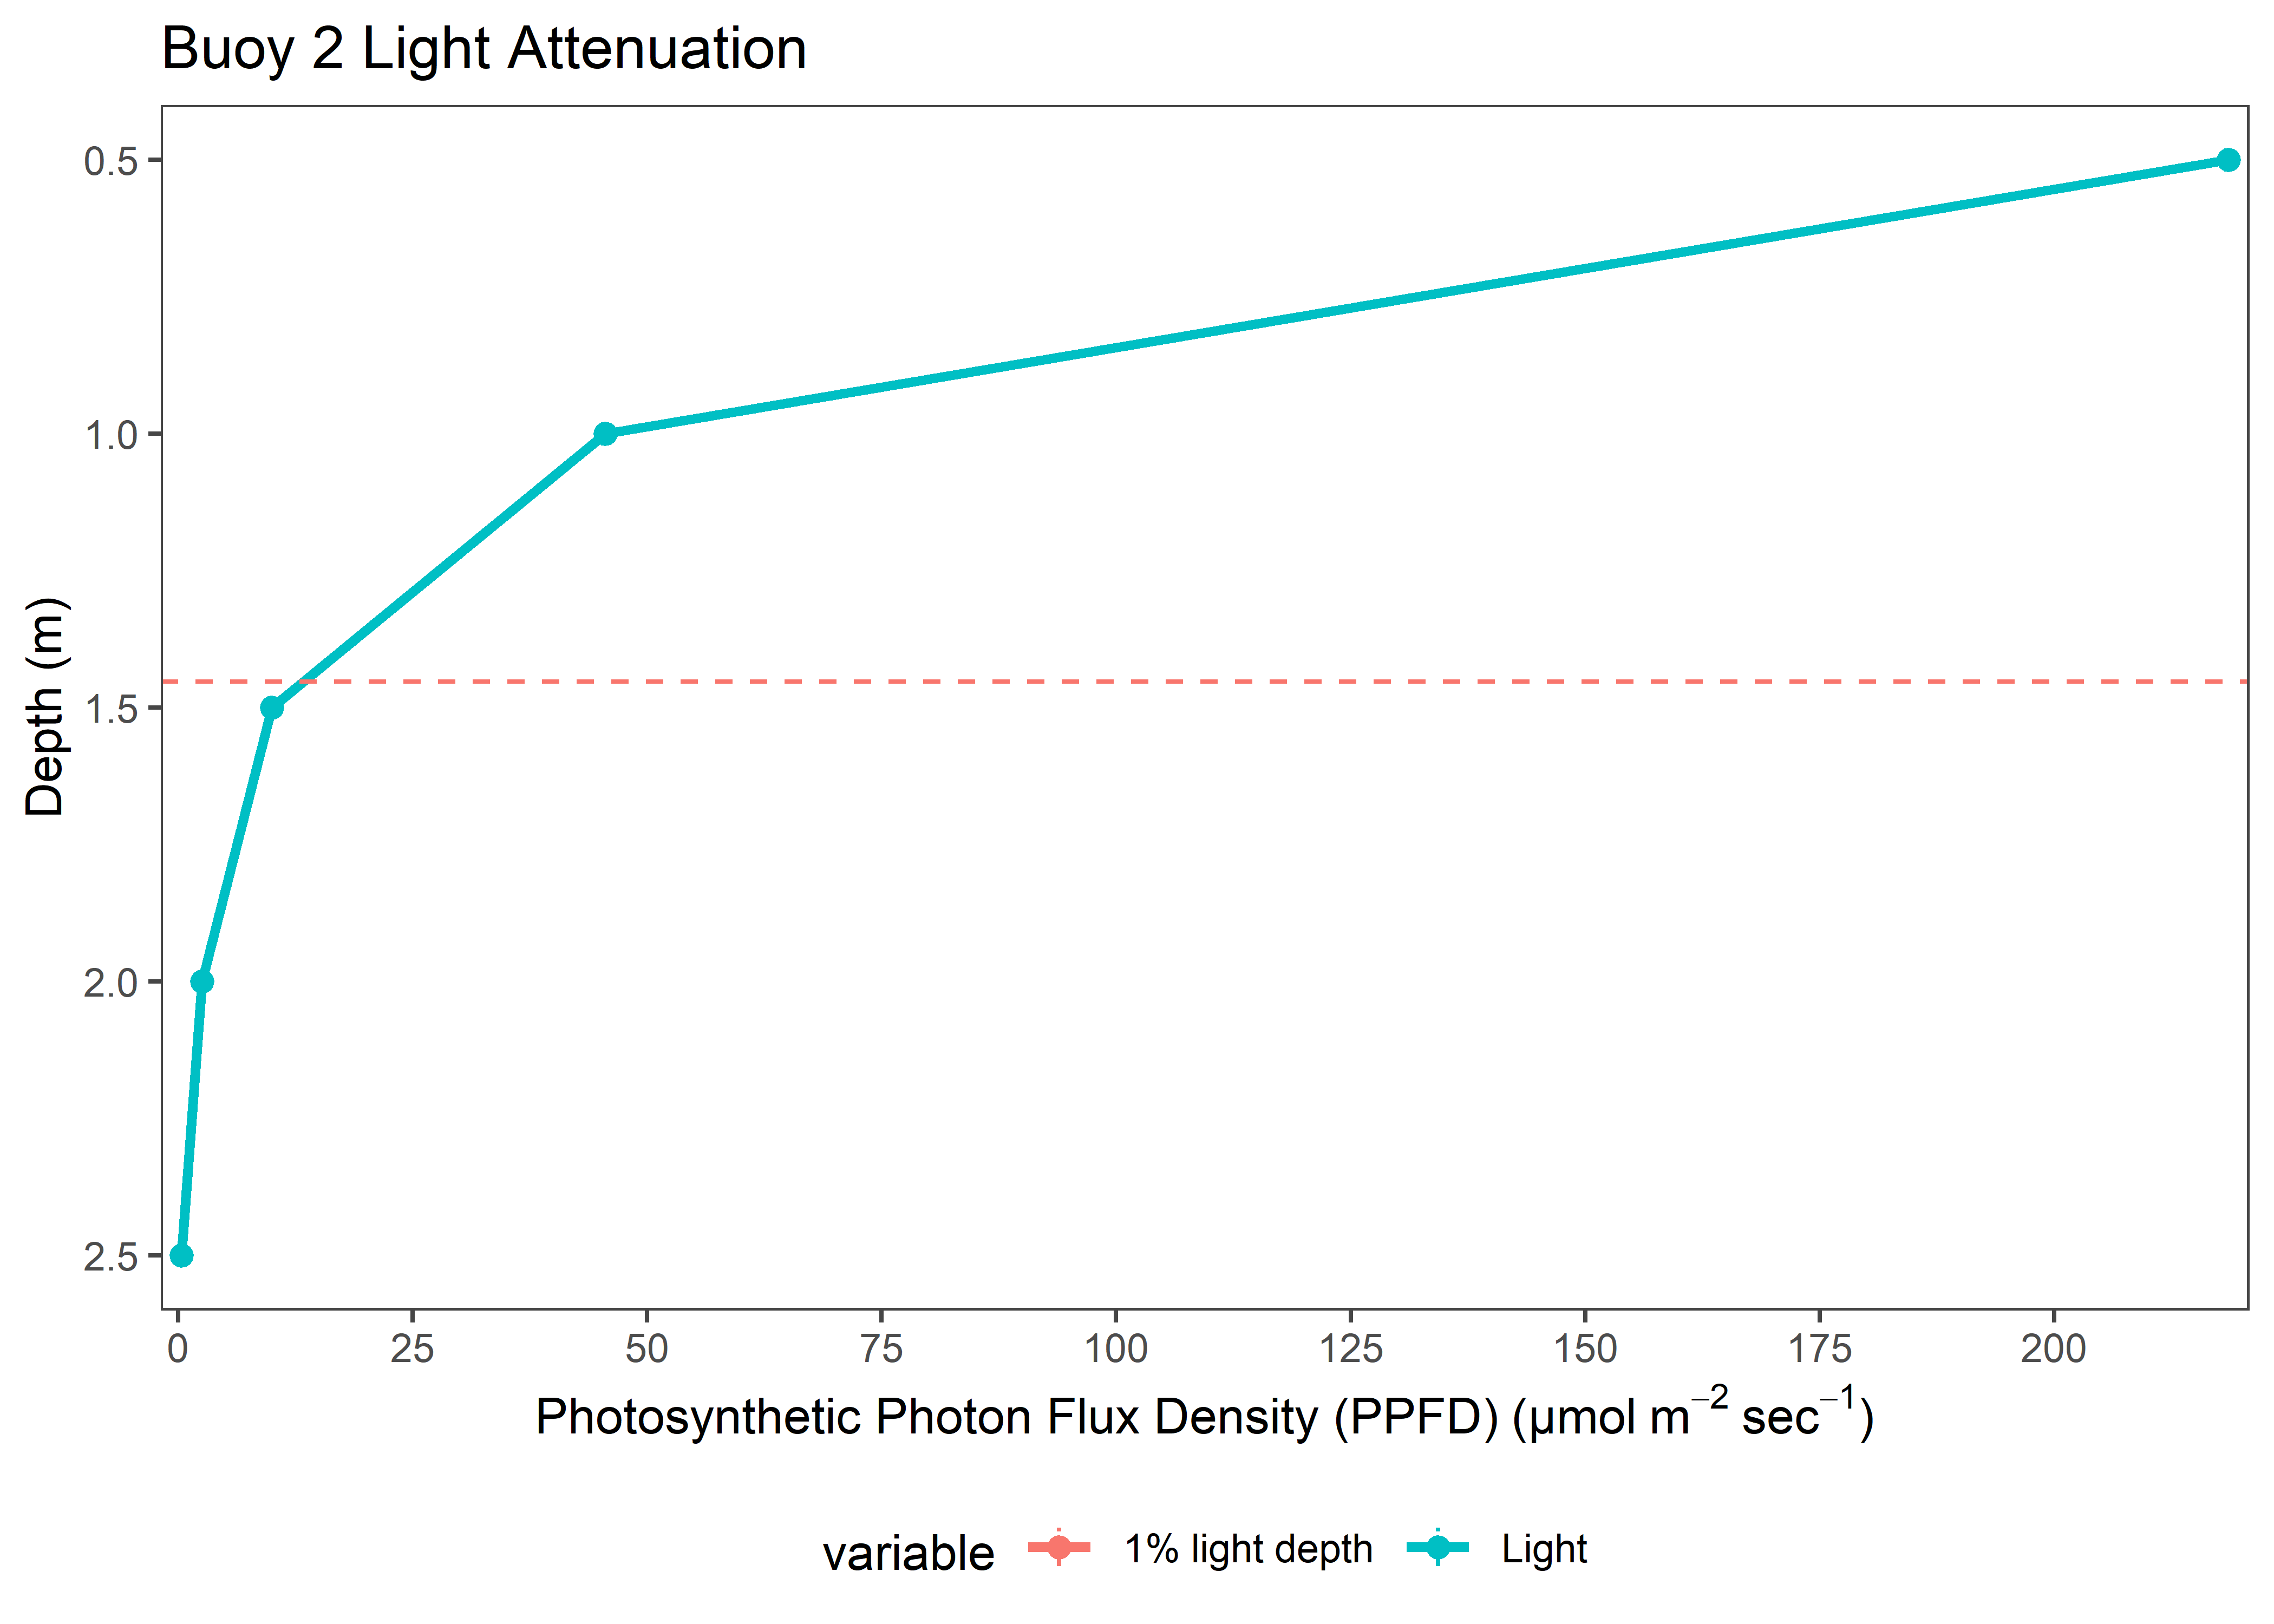 Buoy 2 Light Attenuation
0.5
1.0
1.5
2.0
2.5
Depth (m)
0 25 50 75 100 125 150 175 200
Photosynthetic Photon Flux Density (PPFD) (µmol m⁻² sec⁻¹)
variable 1% light depth Light